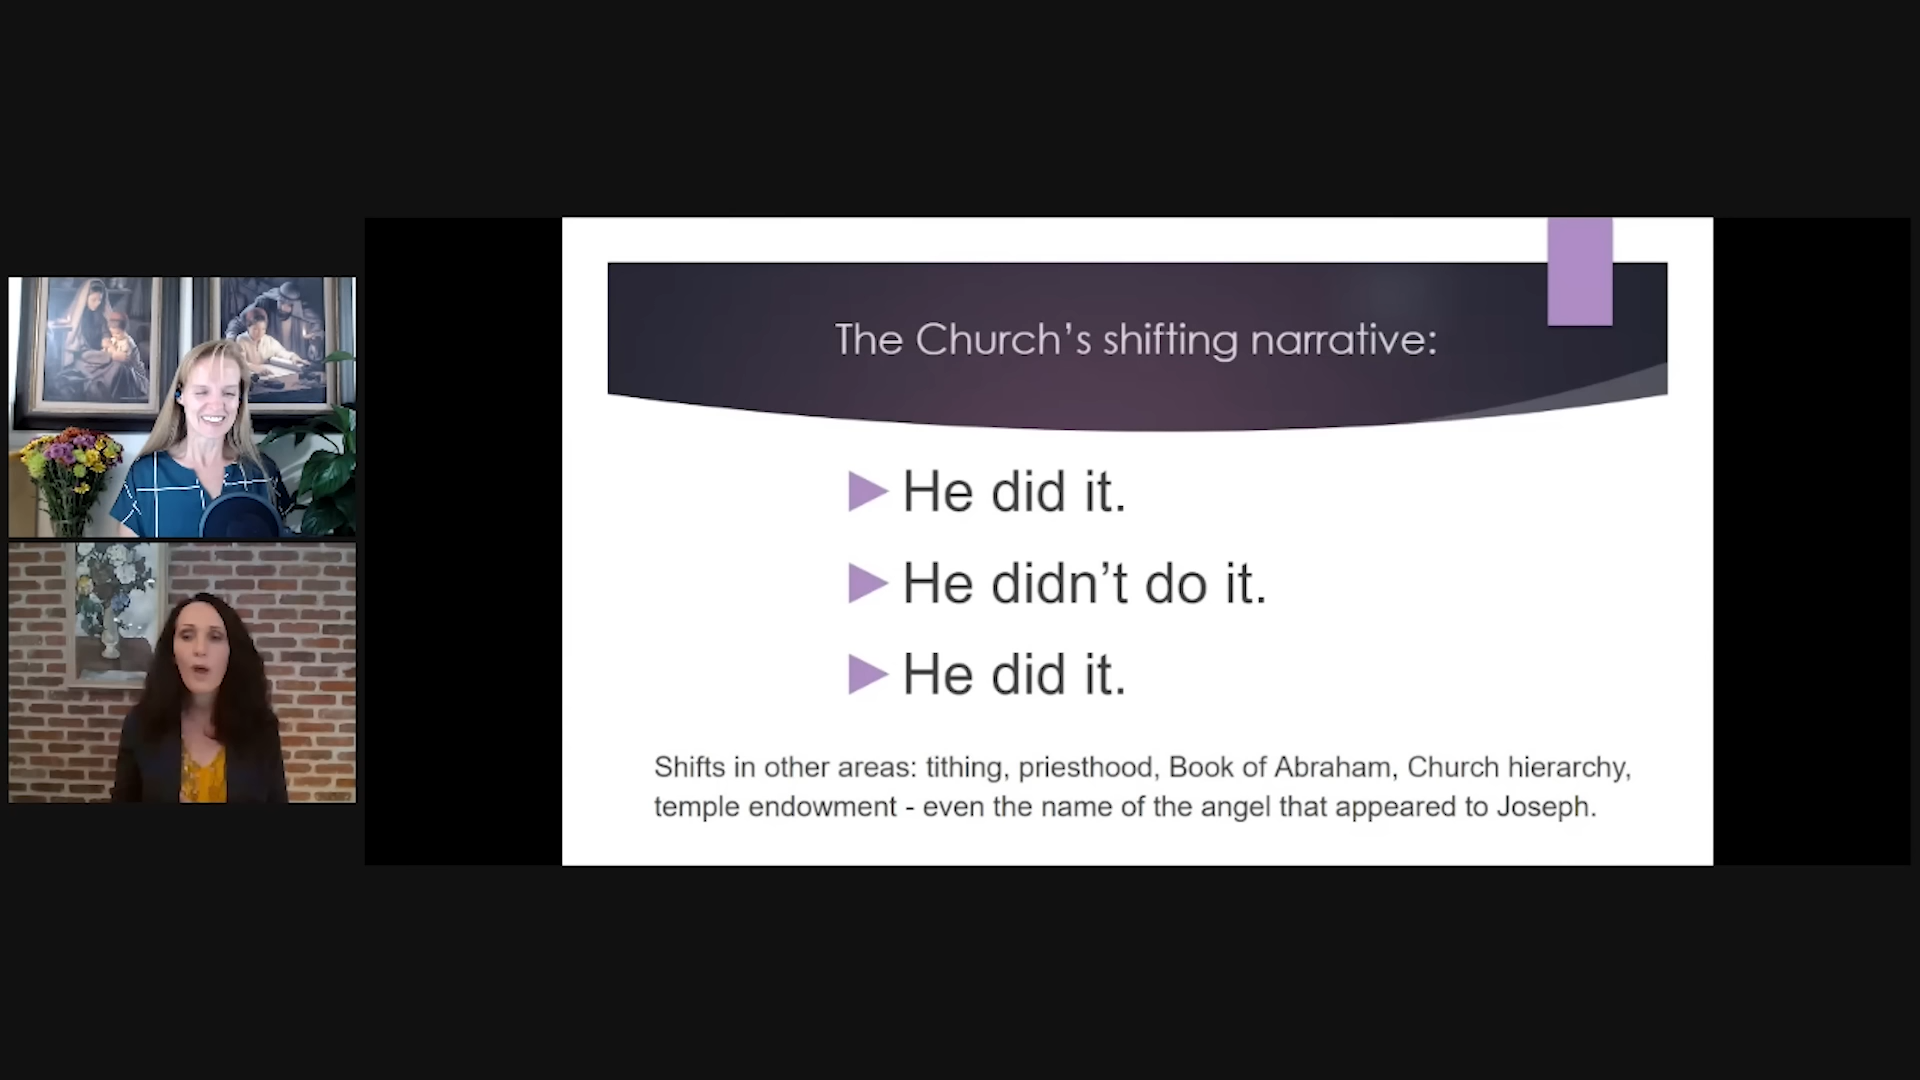 The Church’s shifting narrative:
He did it.
He didn’t do it.
He did it.
Shifts in other areas: tithing, priesthood, Book of Abraham, Church hierarchy,
temple endowment - even the name of the angel that appeared to Joseph.